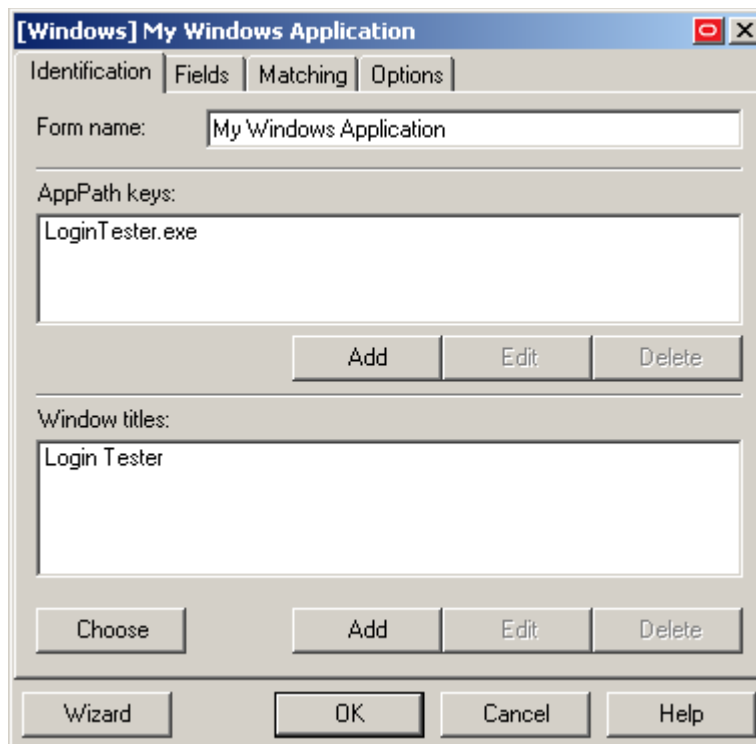 [Windows] My Windows Application
Identification Fields Matching Options
Form name: My Windows Application
AppPath keys:
LoginTester.exe
Add Edit Delete
Window titles:
Login Tester
Choose Add Edit Delete
Wizard OK Cancel Help